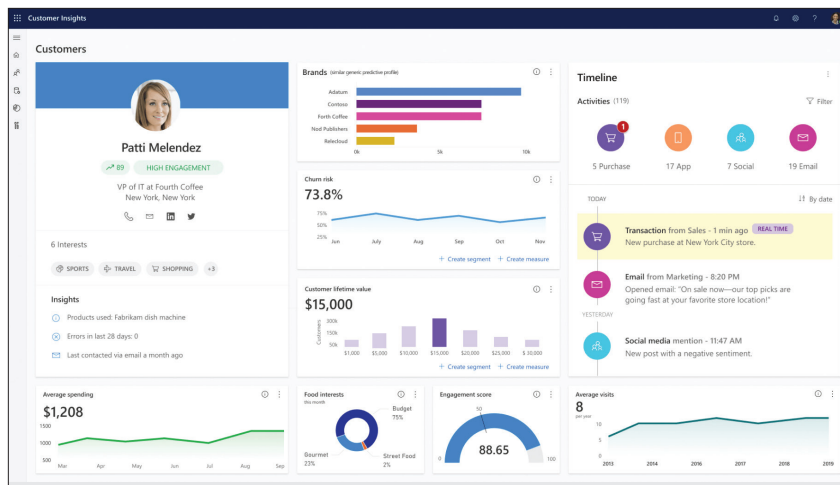 Customer Insights
?
Customers
Patti Melendez
89
HIGH ENGAGEMENT
VP of IT at Fourth Coffee
New York, New York
6 Interests
SPORTS
TRAVEL
SHOPPING
+3
Insights
Products used: Fabrikam dish machine
Errors in last 28 days: 0
Last contacted via email a month ago
Brands (similar generic predictive profile)
Adatum
Contoso
Forth Coffee
Nod Publishers
Relecloud
0k 5k 10k
Churn risk
73.8%
75%
50%
25%
Jun July Aug Sep Oct Nov
+ Create segment + Create measure
Customer lifetime value
$15,000
Customers
300k
150k
50k
$1,000 $5,000 $10,000 $15,000 $20,000 $25,000 $ 30,000
+ Create segment + Create measure
Timeline
Activities (119)
Filter
1
5 Purchase 17 App 7 Social 19 Email
TODAY
By date
Transaction from Sales - 1 min ago REAL TIME
New purchase at New York City store.
Email from Marketing - 8:20 PM
Opened email: "On sale now—our top picks are
going fast at your favorite store location!"
YESTERDAY
Social media mention - 11:47 AM
New post with a negative sentiment.
Average spending
$1,208
1500
1000
500
Mar Apr May Jun Jul Aug Sep
Food interests
this month
Budget
75%
Gourmet
23%
Street Food
2%
Engagement score
50
88.65
0
100
Average visits
8
per year
10
5
0
2013 2014 2016 2017 2018 2019